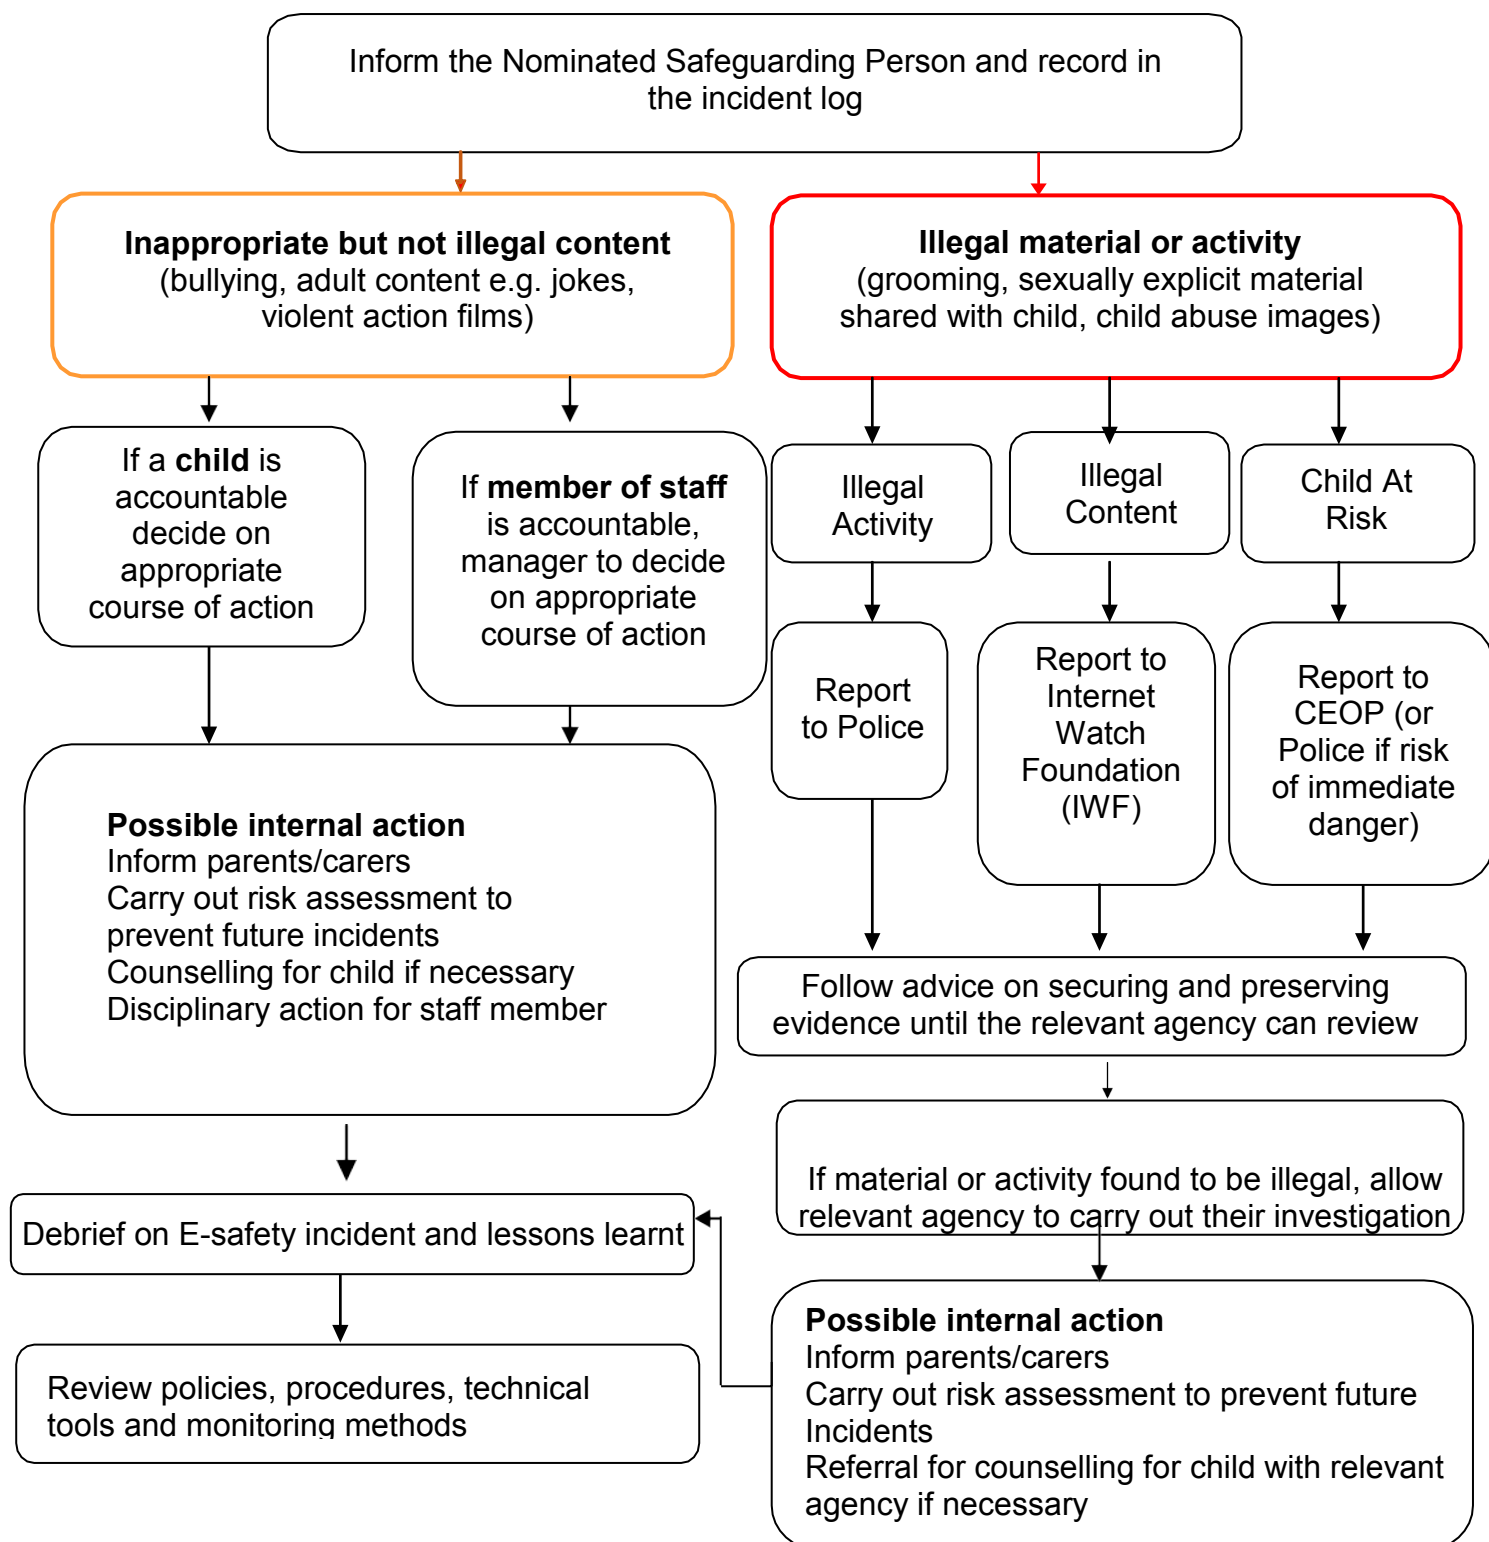 Inform the Nominated Safeguarding Person and record in
the incident log
Inappropriate but not illegal content
(bullying, adult content e.g. jokes,
violent action films)
Illegal material or activity
(grooming, sexually explicit material
shared with child, child abuse images)
If a child is
accountable
decide on
appropriate
course of action
If member of staff
is accountable,
manager to decide
on appropriate
course of action
Illegal
Activity
Illegal
Content
Child At
Risk
Report
to Police
Report to
Internet
Watch
Foundation
(IWF)
Report to
CEOP (or
Police if risk
of immediate
danger)
Possible internal action
Inform parents/carers
Carry out risk assessment to
prevent future incidents
Counselling for child if necessary
Disciplinary action for staff member
Follow advice on securing and preserving
evidence until the relevant agency can review
If material or activity found to be illegal, allow
relevant agency to carry out their investigation
Debrief on E-safety incident and lessons learnt
Possible internal action
Inform parents/carers
Carry out risk assessment to prevent future
Incidents
Referral for counselling for child with relevant
agency if necessary
Review policies, procedures, technical
tools and monitoring methods